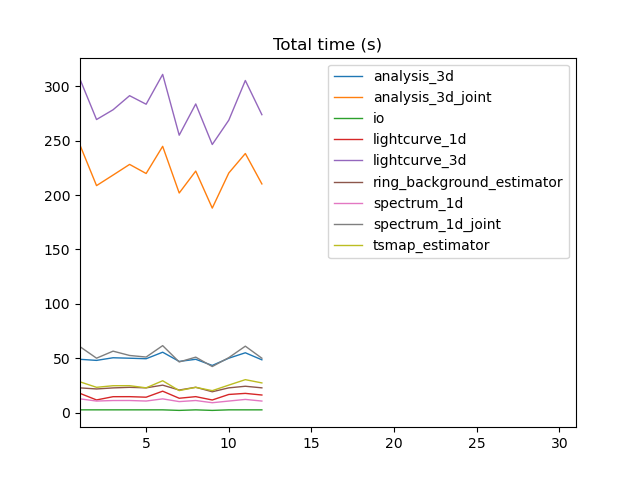 Total time (s)
analysis_3d
analysis_3d_joint
io
lightcurve_1d
lightcurve_3d
ring_background_estimator
spectrum_1d
spectrum_1d_joint
tsmap_estimator
300
250
200
150
100
50
0
5 10 15 20 25 30